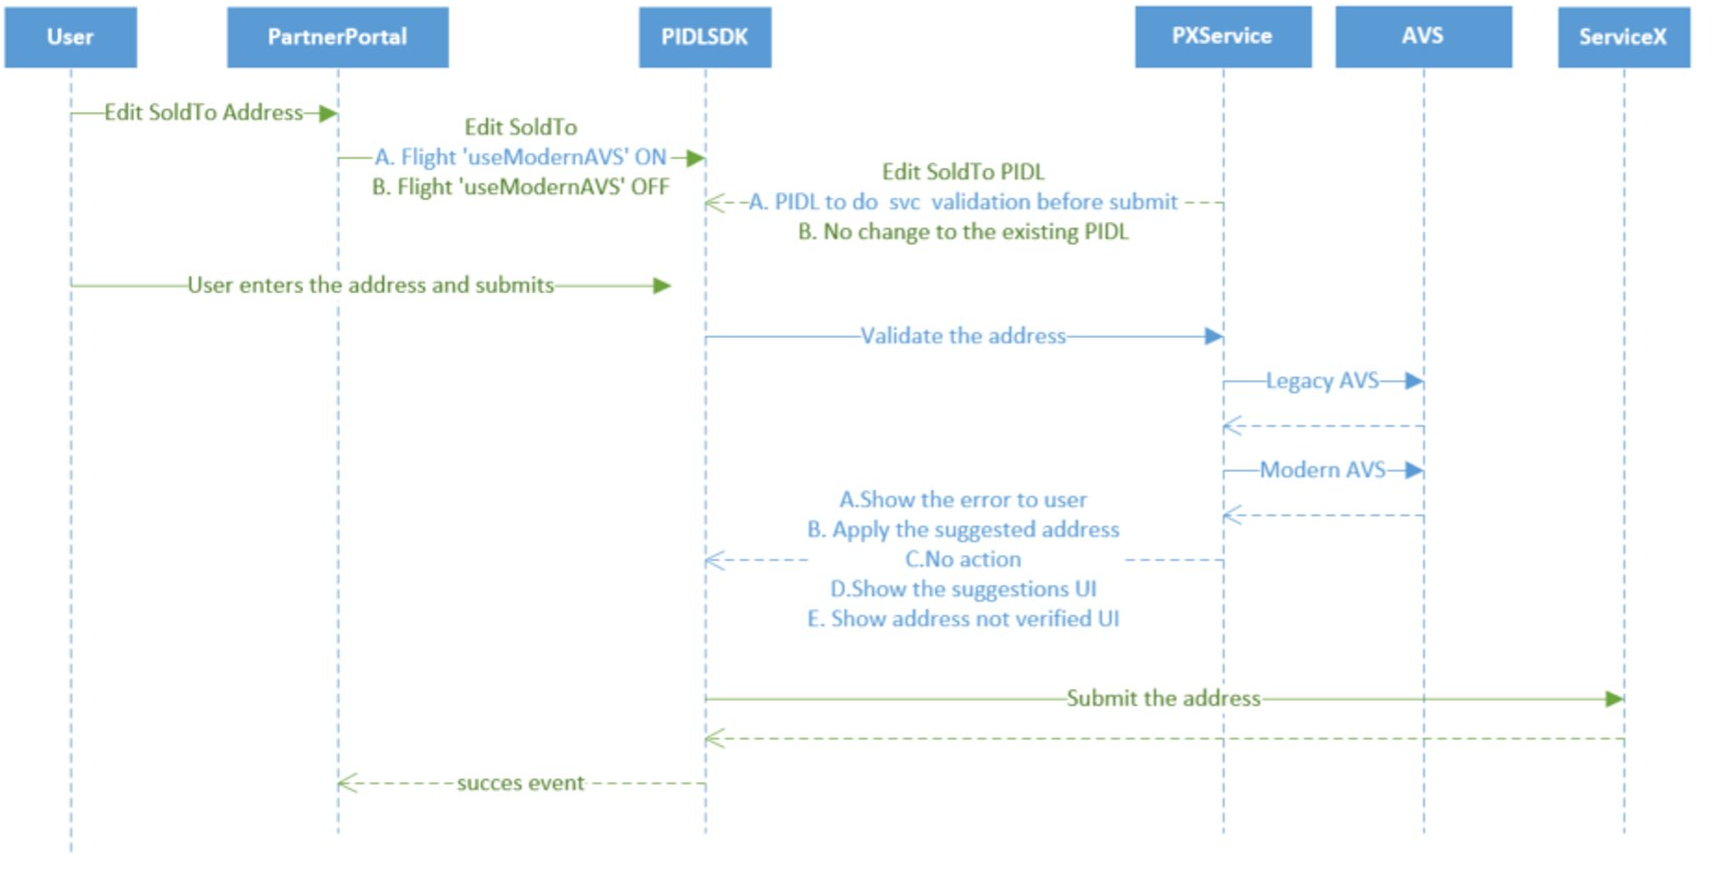 User
PartnerPortal
PIDLSDK
PXService
AVS
ServiceX
Edit SoldTo Address
Edit SoldTo
A. Flight 'useModernAVS' ON
B. Flight 'useModernAVS' OFF
Edit SoldTo PIDL
A. PIDL to do svc validation before submit
B. No change to the existing PIDL
User enters the address and submits
Validate the address
Legacy AVS
Modern AVS
A.Show the error to user
B. Apply the suggested address
C.No action
D.Show the suggestions UI
E. Show address not verified UI
Submit the address
succes event